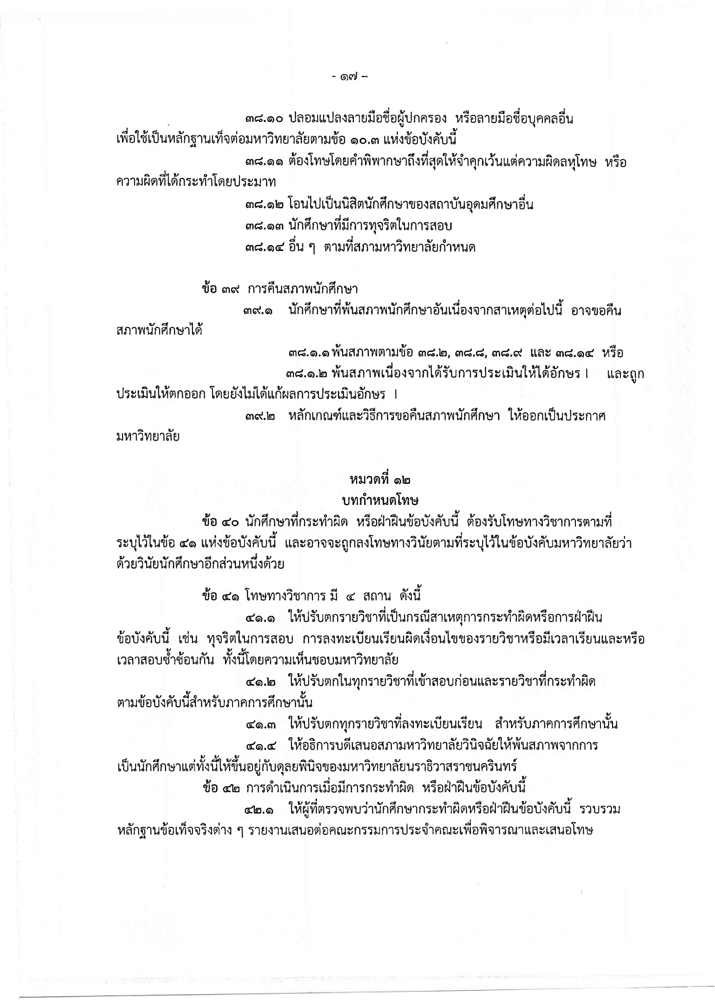 - ๑๗ -
๓๘.๑๐ ปลอมแปลงลายมือชื่อผู้ปกครอง หรือลายมือชื่อบุคคลอื่น
เพื่อใช้เป็นหลักฐานเท็จต่อมหาวิทยาลัยตามข้อ ๑๐.๓ แห่งข้อบังคับนี้
๓๘.๑๑ ต้องโทษโดยคำพิพากษาถึงที่สุดให้จำคุกเว้นแต่ความผิดลหุโทษ หรือ
ความผิดที่ได้กระทำโดยประมาท
๓๘.๑๒ โอนไปเป็นนิสิตนักศึกษาของสถาบันอุดมศึกษาอื่น
๓๘.๑๓ นักศึกษาที่มีการทุจริตในการสอบ
๓๘.๑๔ อื่น ๆ ตามที่สภามหาวิทยาลัยกำหนด
ข้อ ๓๙ การคืนสภาพนักศึกษา
๓๙.๑ นักศึกษาที่พ้นสภาพนักศึกษาอันเนื่องจากสาเหตุต่อไปนี้ อาจขอคืน
สภาพนักศึกษาได้
๓๘.๑.๑ พ้นสภาพตามข้อ ๓๘.๒, ๓๘.๘, ๓๘.๙ และ ๓๘.๑๔ หรือ
๓๘.๑.๒ พ้นสภาพเนื่องจากได้รับการประเมินให้ได้อักษร I และถูก
ประเมินให้ตกออก โดยยังไม่ได้แก้ผลการประเมินอักษร I
๓๙.๒ หลักเกณฑ์และวิธีการขอคืนสภาพนักศึกษา ให้ออกเป็นประกาศ
มหาวิทยาลัย
หมวดที่ ๑๒
บทกำหนดโทษ
ข้อ ๔๐ นักศึกษาที่กระทำผิด หรือฝ่าฝืนข้อบังคับนี้ ต้องรับโทษทางวิชาการตามที่
ระบุไว้ในข้อ ๔๑ แห่งข้อบังคับนี้ และอาจจะถูกลงโทษทางวินัยตามที่ระบุไว้ในข้อบังคับมหาวิทยาลัยว่า
ด้วยวินัยนักศึกษาอีกส่วนหนึ่งด้วย
ข้อ ๔๑ โทษทางวิชาการ มี ๔ สถาน ดังนี้
๔๑.๑ ให้ปรับตกรายวิชาที่เป็นกรณีสาเหตุการกระทำผิดหรือการฝ่าฝืน
ข้อบังคับนี้ เช่น ทุจริตในการสอบ การลงทะเบียนเรียนผิดเงื่อนไขของรายวิชาหรือมีเวลาเรียนและหรือ
เวลาสอบซ้ำซ้อนกัน ทั้งนี้โดยความเห็นชอบมหาวิทยาลัย
๔๑.๒ ให้ปรับตกในทุกรายวิชาที่เข้าสอบก่อนและรายวิชาที่กระทำผิด
ตามข้อบังคับนี้สำหรับภาคการศึกษานั้น
๔๑.๓ ให้ปรับตกทุกรายวิชาที่ลงทะเบียนเรียน สำหรับภาคการศึกษานั้น
๔๑.๔ ให้อธิการบดีเสนอสภามหาวิทยาลัยวินิจฉัยให้พ้นสภาพจากการ
เป็นนักศึกษาแต่ทั้งนี้ให้ขึ้นอยู่กับดุลยพินิจของมหาวิทยาลัยนราธิวาสราชนครินทร์
ข้อ ๔๒ การดำเนินการเมื่อมีการกระทำผิด หรือฝ่าฝืนข้อบังคับนี้
๔๒.๑ ให้ผู้ที่ตรวจพบว่านักศึกษากระทำผิดหรือฝ่าฝืนข้อบังคับนี้ รวบรวม
หลักฐานข้อเท็จจริงต่าง ๆ รายงานเสนอต่อคณะกรรมการประจำคณะเพื่อพิจารณาและเสนอโทษ